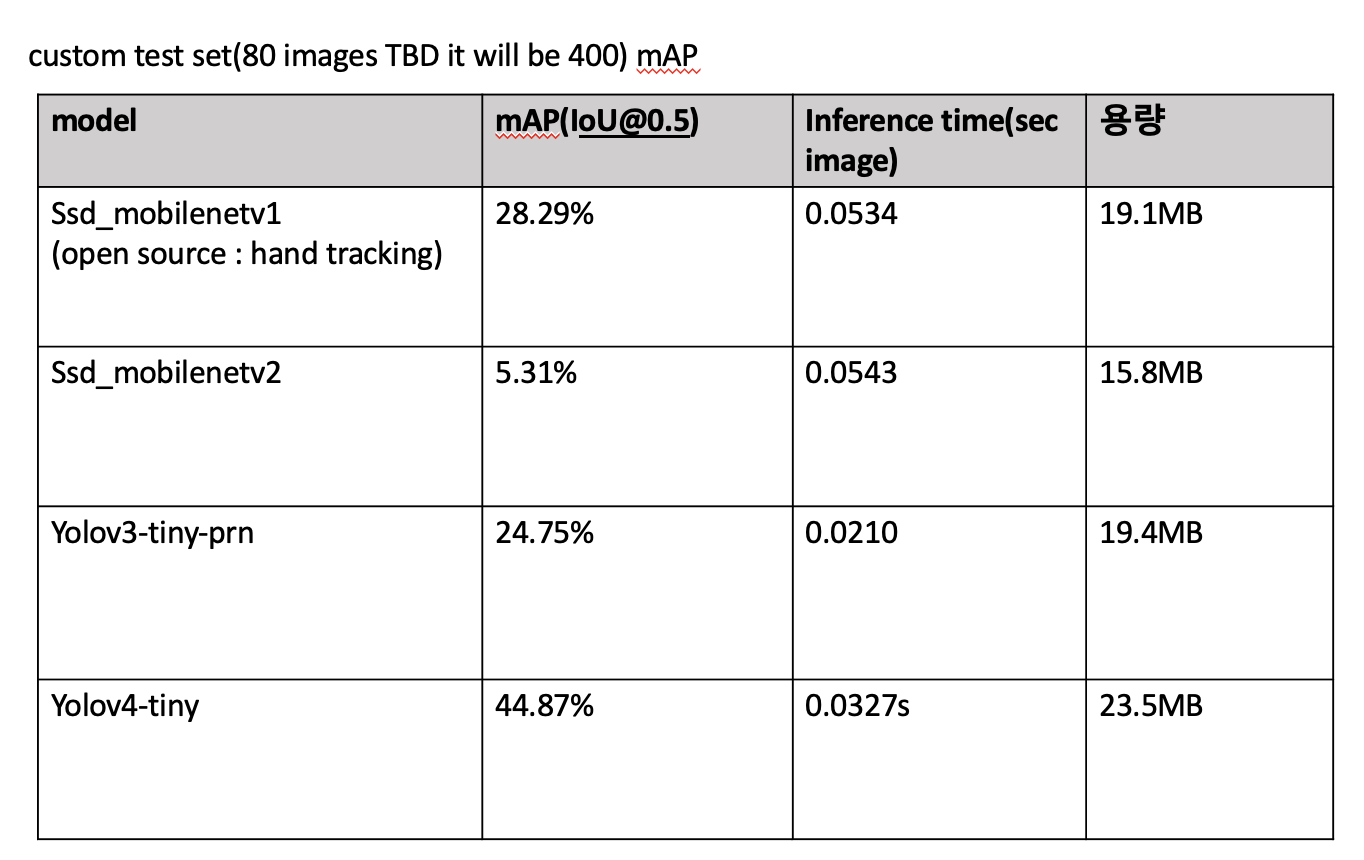 custom test set(80 images TBD it will be 400) mAP
model mAP(IoU@0.5) Inference time(sec image) 용량
Ssd_mobilenetv1 28.29% 0.0534 19.1MB
(open source : hand tracking)
Ssd_mobilenetv2 5.31% 0.0543 15.8MB
Yolov3-tiny-prn 24.75% 0.0210 19.4MB
Yolov4-tiny 44.87% 0.0327s 23.5MB